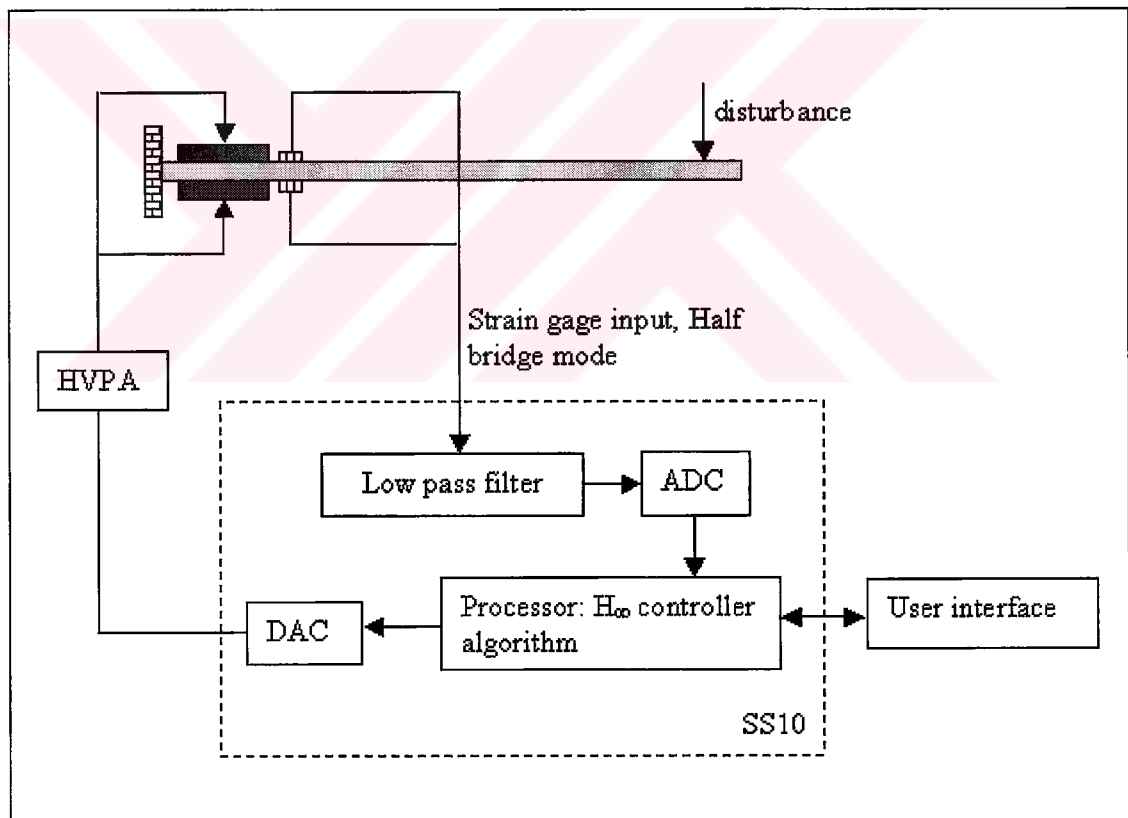 disturbance
Strain gage input, Half
bridge mode
HVPA
Low pass filter
ADC
Processor: H∞ controller
algorithm
DAC
User interface
SS10